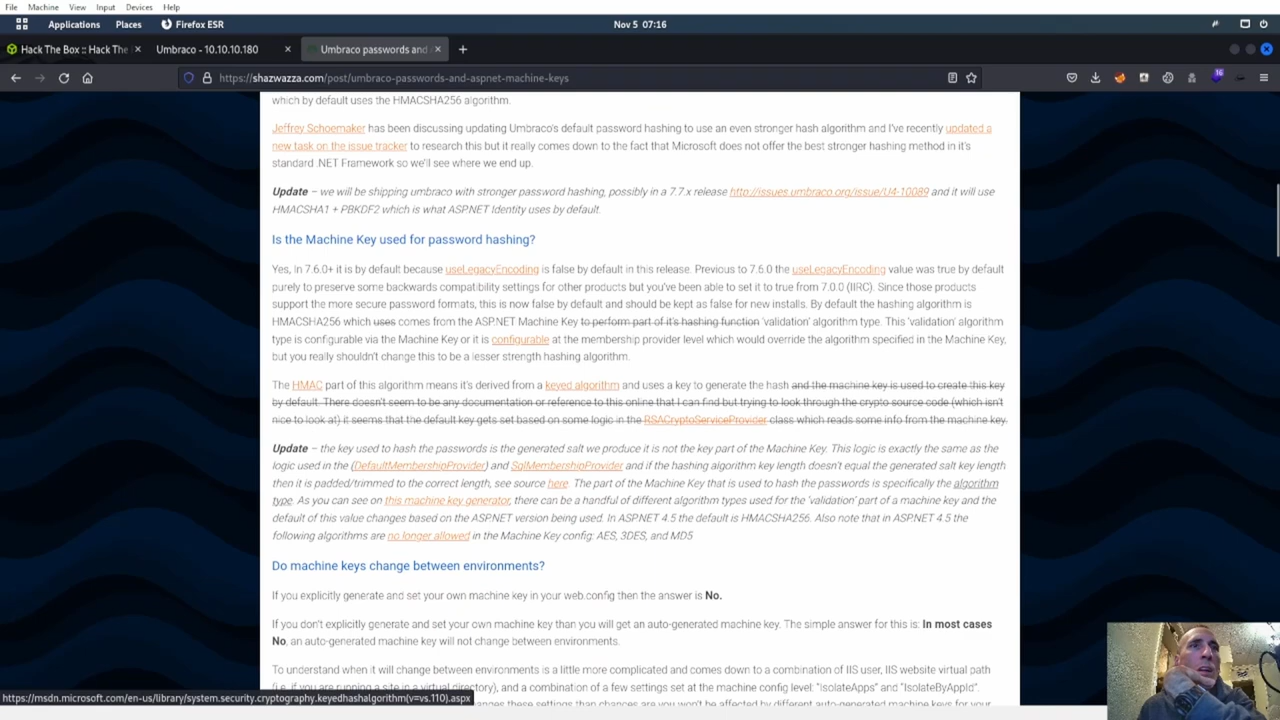 File Machine View Input Devices Help
Applications Places Firefox ESR Nov 5 07:16
Hack The Box :: Hack The Umbraco - 10.10.10.180 Umbraco passwords and
https://shazwazza.com/post/umbraco-passwords-and-aspnet-machine-keys 16
which by default uses the HMACSHA256 algorithm.
Jeffrey Schoemaker has been discussing updating Umbraco's default password hashing to use an even stronger hash algorithm and I've recently updated a
new task on the issue tracker to research this but it really comes down to the fact that Microsoft does not offer the best stronger hashing method in it's
standard .NET Framework so we'll see where we end up.
Update – we will be shipping umbraco with stronger password hashing, possibly in a 7.7.x release http://issues.umbraco.org/issue/U4-10089 and it will use
HMACSHA1 + PBKDF2 which is what ASP.NET Identity uses by default.
Is the Machine Key used for password hashing?
Yes, In 7.6.0+ it is by default because useLegacyEncoding is false by default in this release. Previous to 7.6.0 the useLegacyEncoding value was true by default
purely to preserve some backwards compatibility settings for other products but you've been able to set it to true from 7.0.0 (IIRC). Since those products
support the more secure password formats, this is now false by default and should be kept as false for new installs. By default the hashing algorithm is
HMACSHA256 which uses comes from the ASP.NET Machine Key to perform part of it's hashing function 'validation' algorithm type. This 'validation' algorithm
type is configurable via the Machine Key or it is configurable at the membership provider level which would override the algorithm specified in the Machine Key,
but you really shouldn't change this to be a lesser strength hashing algorithm.
The HMAC part of this algorithm means it's derived from a keyed algorithm and uses a key to generate the hash and the machine key is used to create this key
by default. There doesn't seem to be any documentation or reference to this online that I can find but trying to look through the crypto source code (which isn't
nice to look at) it seems that the default key gets set based on some logic in the RSACryptoServiceProvider class which reads some info from the machine key.
Update – the key used to hash the passwords is the generated salt we produce it is not the key part of the Machine Key. This logic is exactly the same as the
logic used in the (DefaultMembershipProvider) and SqlMembershipProvider and if the hashing algorithm key length doesn't equal the generated salt key length
then it is padded/trimmed to the correct length, see source here. The part of the Machine Key that is used to hash the passwords is specifically the algorithm
type. As you can see on this machine key generator, there can be a handful of different algorithm types used for the 'validation' part of a machine key and the
default of this value changes based on the ASP.NET version being used. In ASP.NET 4.5 the default is HMACSHA256. Also note that in ASP.NET 4.5 the
following algorithms are no longer allowed in the Machine Key config: AES, 3DES, and MD5
Do machine keys change between environments?
If you explicitly generate and set your own machine key in your web.config then the answer is No.
If you don't explicitly generate and set your own machine key than you will get an auto-generated machine key. The simple answer for this is: In most cases
No, an auto-generated machine key will not change between environments.
To understand when it will change between environments is a little more complicated and comes down to a combination of IIS user, IIS website virtual path
(i.e. if you are running a site in a virtual directory), and a combination of a few settings set at the machine config level: "IsolateApps" and "IsolateByAppId".
https://msdn.microsoft.com/en-us/library/system.security.cryptography.keyedhashalgorithm(v=vs.110).aspx these settings than chances are you won't be affected by different auto-generated machine keys for your